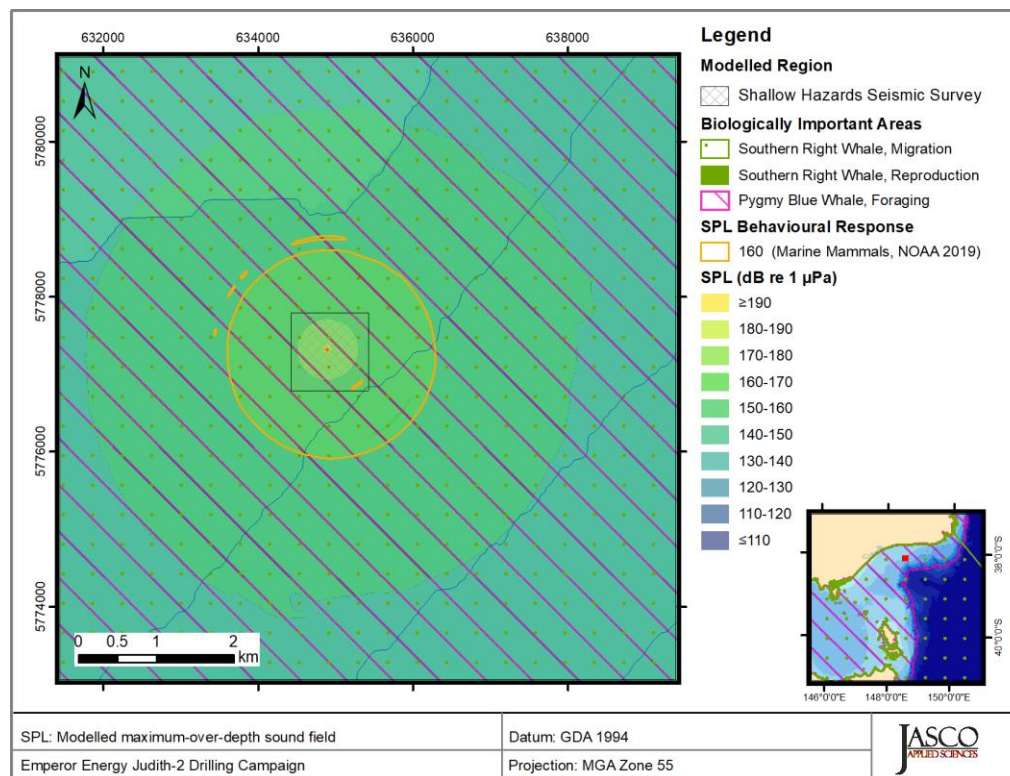 632000 634000 636000 638000
5780000
5778000
5776000
5774000
N
0 0.5 1 2
km
Legend
Modelled Region
Shallow Hazards Seismic Survey
Biologically Important Areas
Southern Right Whale, Migration
Southern Right Whale, Reproduction
Pygmy Blue Whale, Foraging
SPL Behavioural Response
160 (Marine Mammals, NOAA 2019)
SPL (dB re 1 µPa)
≥190
180-190
170-180
160-170
150-160
140-150
130-140
120-130
110-120
≤110
38°0'0"S
40°0'0"S
146°0'0"E 148°0'0"E 150°0'0"E
SPL: Modelled maximum-over-depth sound field
Datum: GDA 1994
Emperor Energy Judith-2 Drilling Campaign
Projection: MGA Zone 55
JASCO
APPLIED SCIENCES